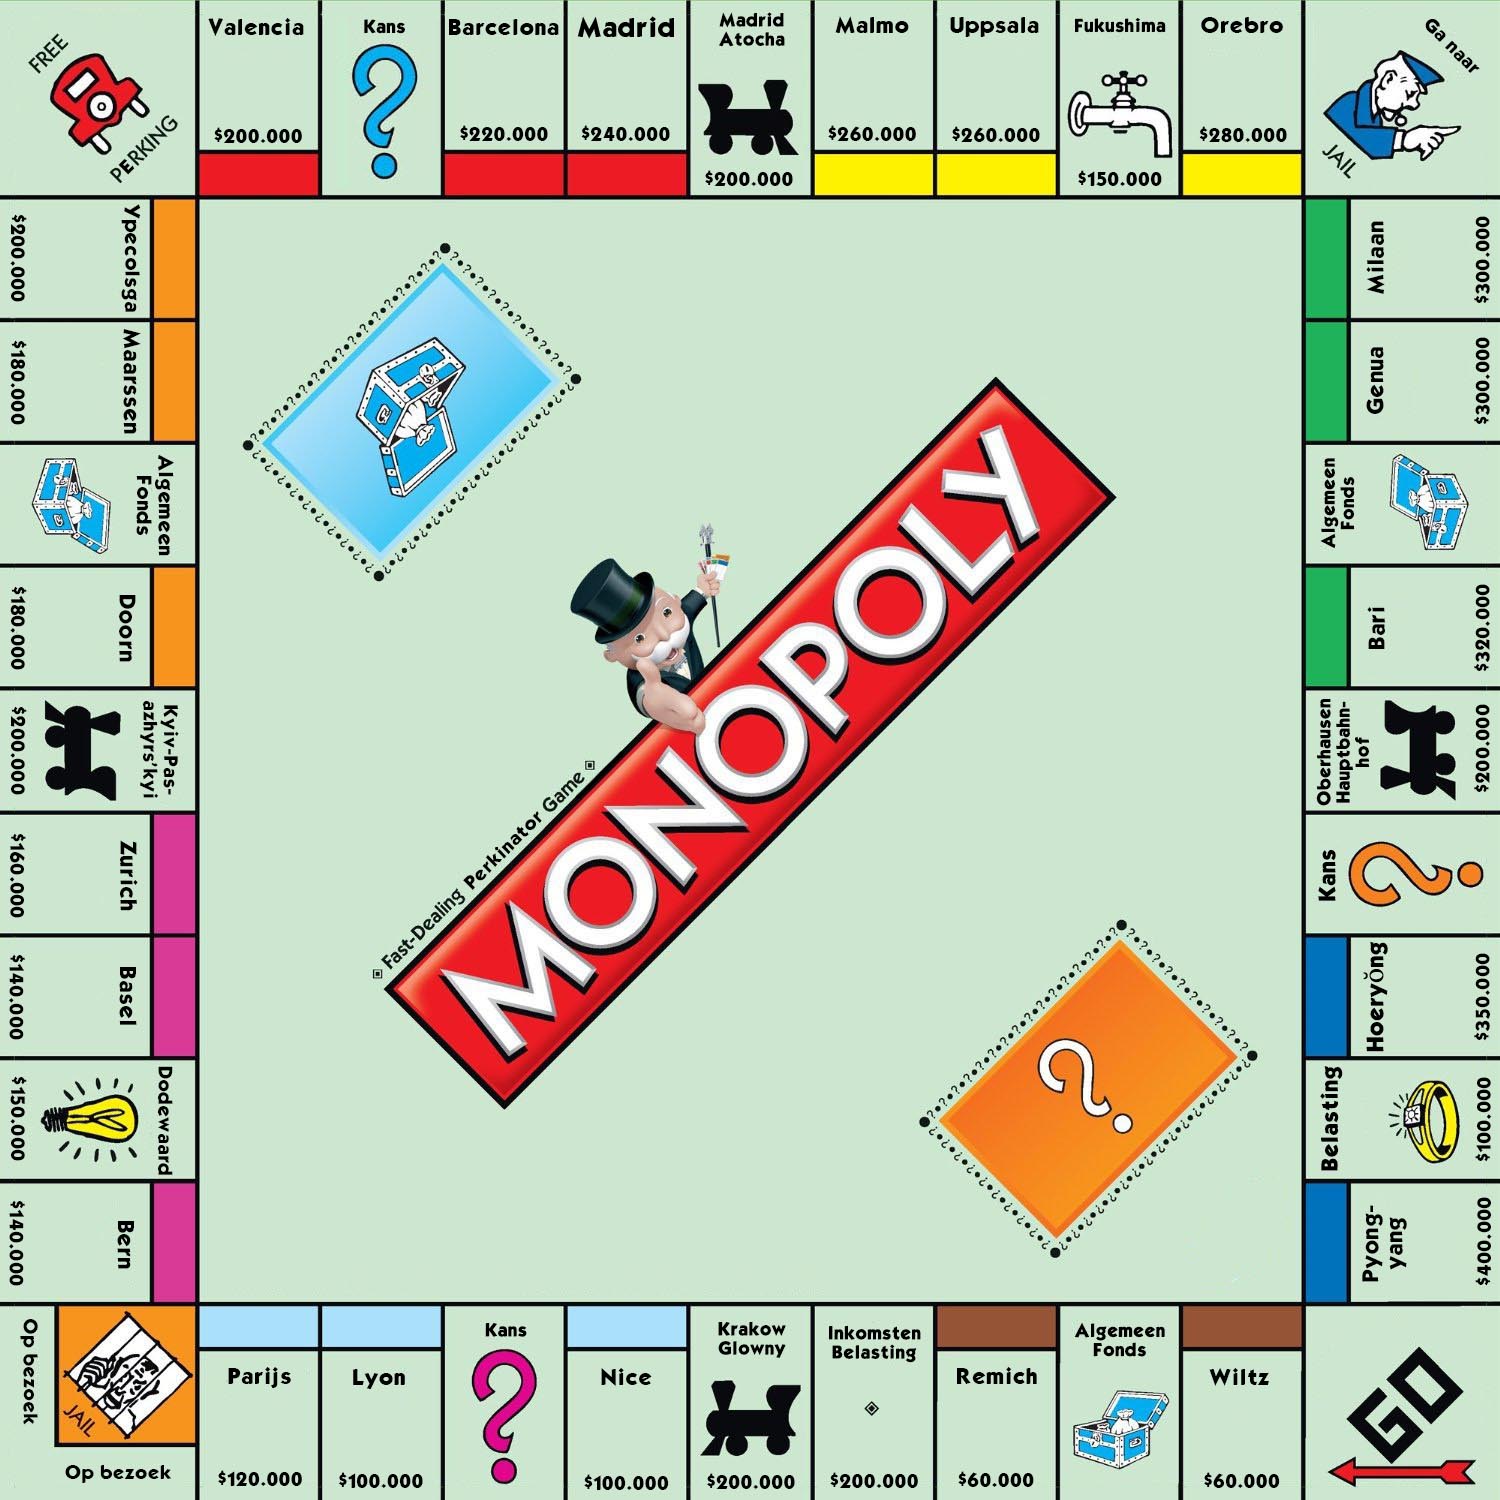 FREE
PERKING
Valencia
$200.000
Kans
Barcelona
$220.000
Madrid
$240.000
Madrid
Atocha
$200.000
Malmo
$260.000
Uppsala
$260.000
Fukushima
$150.000
Orebro
$280.000
Ga naar
JAIL
Milaan
$300.000
Genua
$300.000
Algemeen
Fonds
Bari
$320.000
Oberhausen
Hauptbahn-
hof
$200.000
Kans
Hoeryŏng
$350.000
Belasting
$100.000
Pyong-
yang
$400.000
GO
Wiltz
$60.000
Algemeen
Fonds
Remich
$60.000
Inkomsten
Belasting
$200.000
Krakow
Glowny
$200.000
Nice
$100.000
Kans
Lyon
$100.000
Parijs
$120.000
JAIL
Op bezoek
Op bezoek
Bern
$140.000
Dodewaard
$150.000
Basel
$140.000
Zurich
$160.000
Kyiv-Pas-
azhyrs'kyi
$200.000
Doorn
$180.000
Algemeen
Fonds
Maarssen
$180.000
Ypecolsga
$200.000
Fast-Dealing Perkinator Game
MONOPOLY